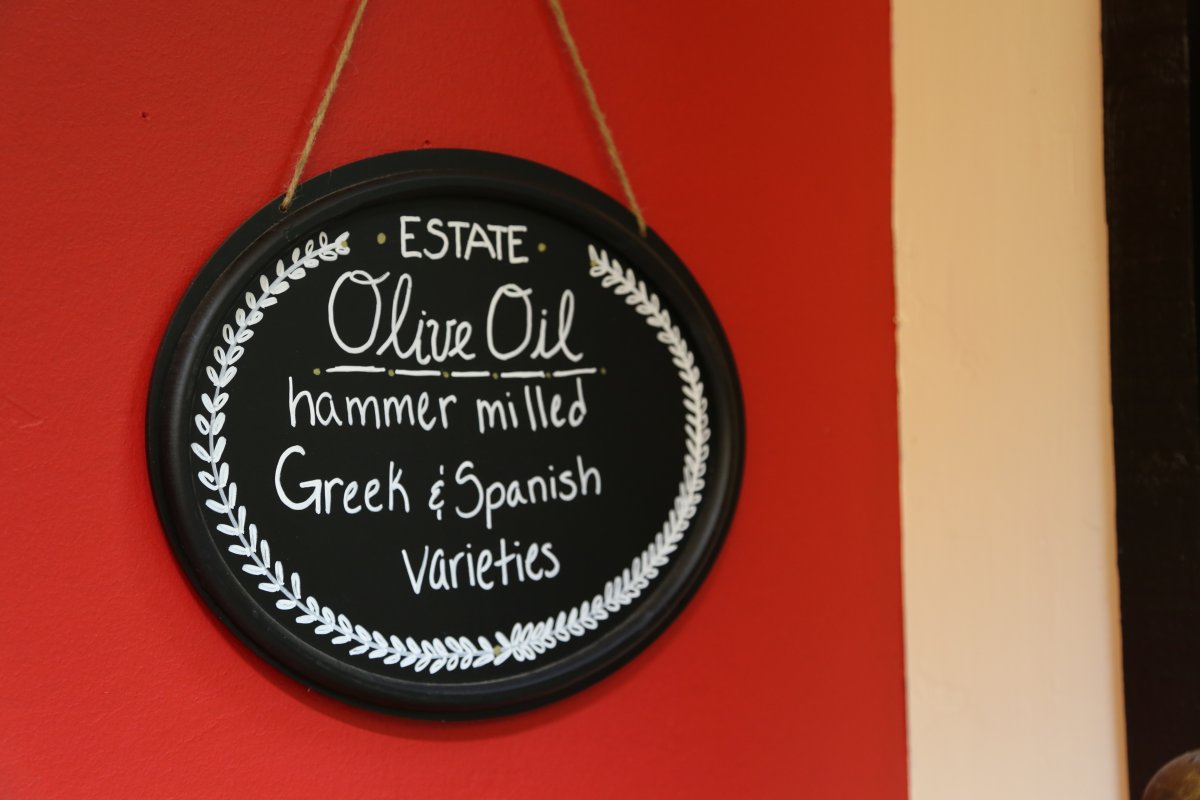 • ESTATE •
Olive Oil
hammer milled
Greek & Spanish
varieties